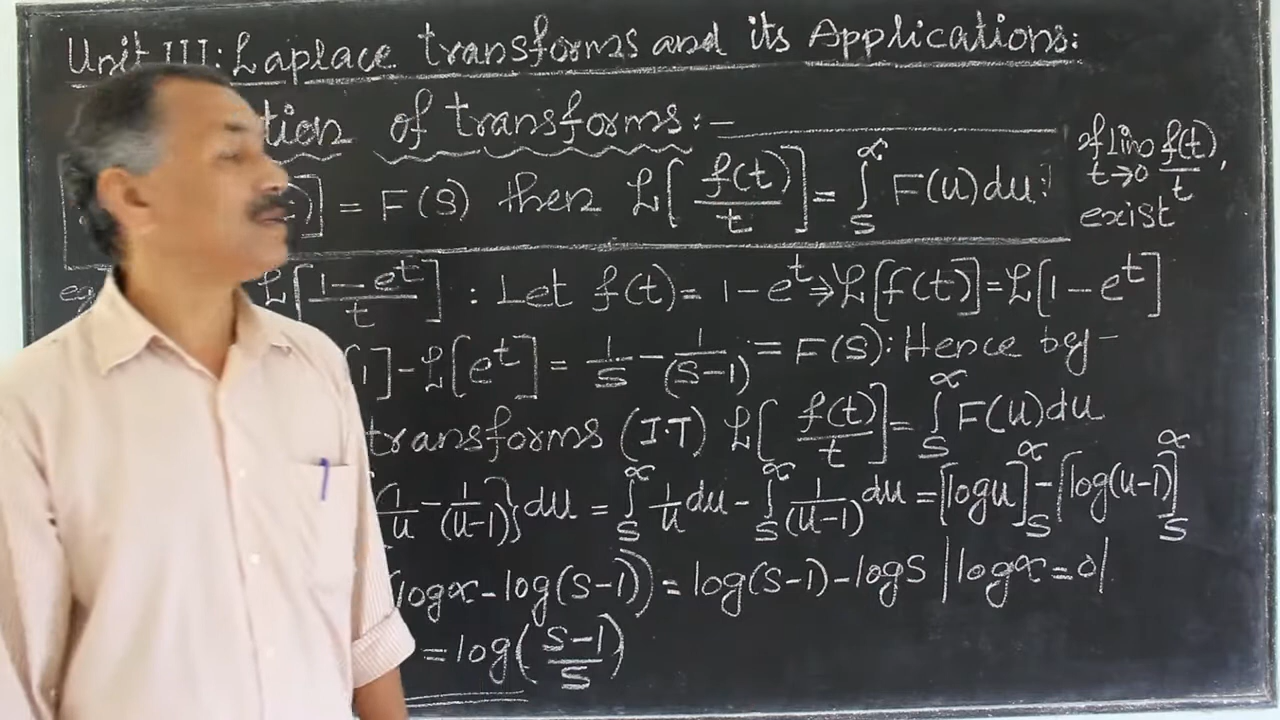 Unit III: Laplace transforms and its Applications:
tion of transforms:-
)] = F(S) then ℒ[f(t)/t] = ∫_S^∝ F(u)du: if Lim_{t→0} f(t)/t, exist
eg ℒ[(1-e^t)/t] : Let f(t) = 1-e^t ⇒ ℒ[f(t)] = ℒ[1-e^t]
[1] - ℒ[e^t] = 1/S - 1/(S-1) = F(S): Hence by-
transforms (I.T) ℒ[f(t)/t] = ∫_S^∝ F(u)du
{1/u - 1/(u-1)} du = ∫_S^∝ 1/u du - ∫_S^∝ 1/(u-1) du = [log u]_S^∝ - [log(u-1)]_S^∝
(log∝ - log(S-1)) = log(S-1) - log S | log∝ = 0 |
= log((S-1)/S)